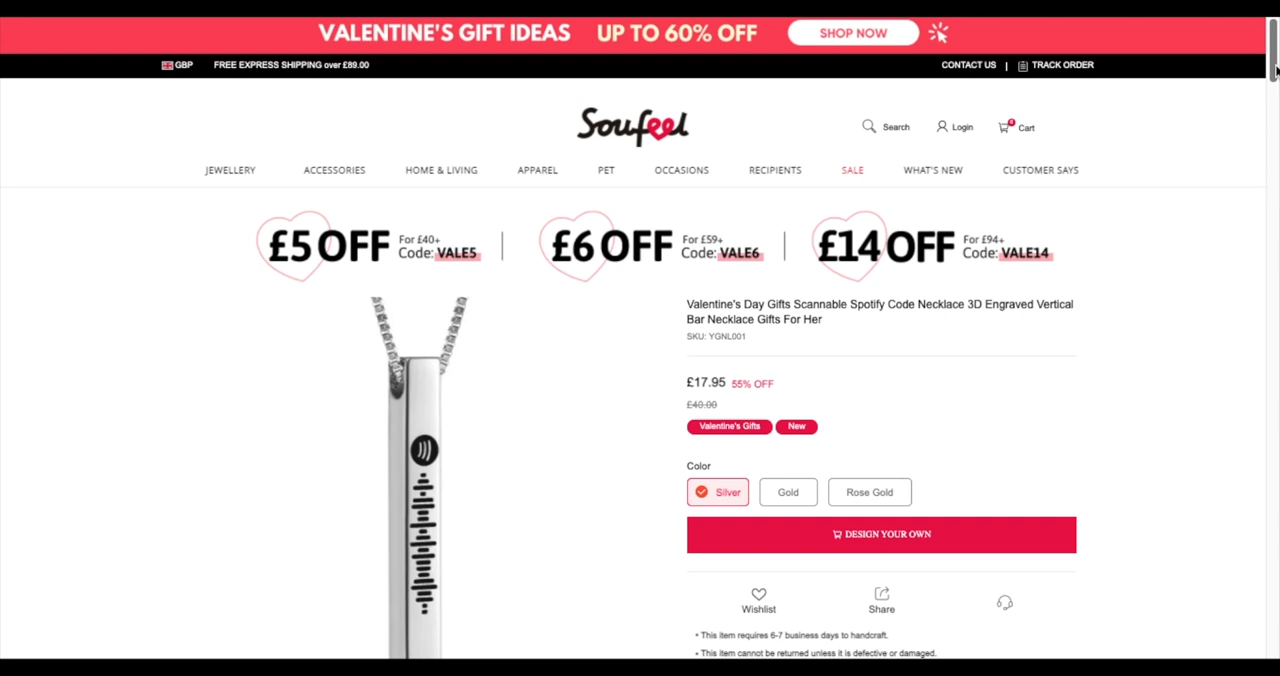 VALENTINE'S GIFT IDEAS UP TO 60% OFF SHOP NOW
GBP FREE EXPRESS SHIPPING over £89.00 CONTACT US | TRACK ORDER
Soufeel
Search Login 0 Cart
JEWELLERY ACCESSORIES HOME & LIVING APPAREL PET OCCASIONS RECIPIENTS SALE WHAT'S NEW CUSTOMER SAYS
£5 OFF For £40+ Code: VALE5 £6 OFF For £59+ Code: VALE6 £14 OFF For £94+ Code: VALE14
Valentine's Day Gifts Scannable Spotify Code Necklace 3D Engraved Vertical
Bar Necklace Gifts For Her
SKU: YGNL001
£17.95 55% OFF
£40.00
Valentine's Gifts New
Color
Silver Gold Rose Gold
DESIGN YOUR OWN
Wishlist Share
• This item requires 6-7 business days to handcraft.
• This item cannot be returned unless it is defective or damaged.